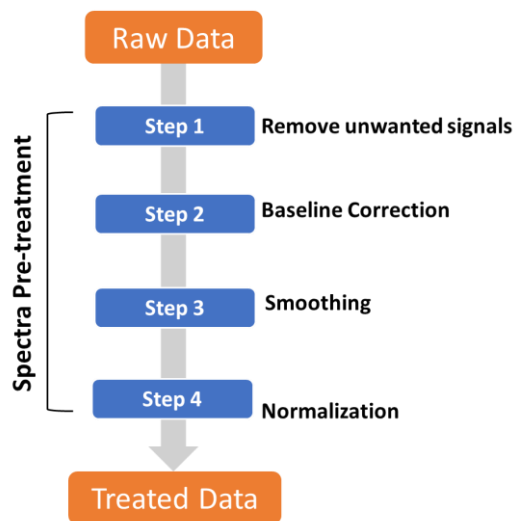 Raw Data
Spectra Pre-treatment
Step 1 Remove unwanted signals
Step 2 Baseline Correction
Step 3 Smoothing
Step 4 Normalization
Treated Data